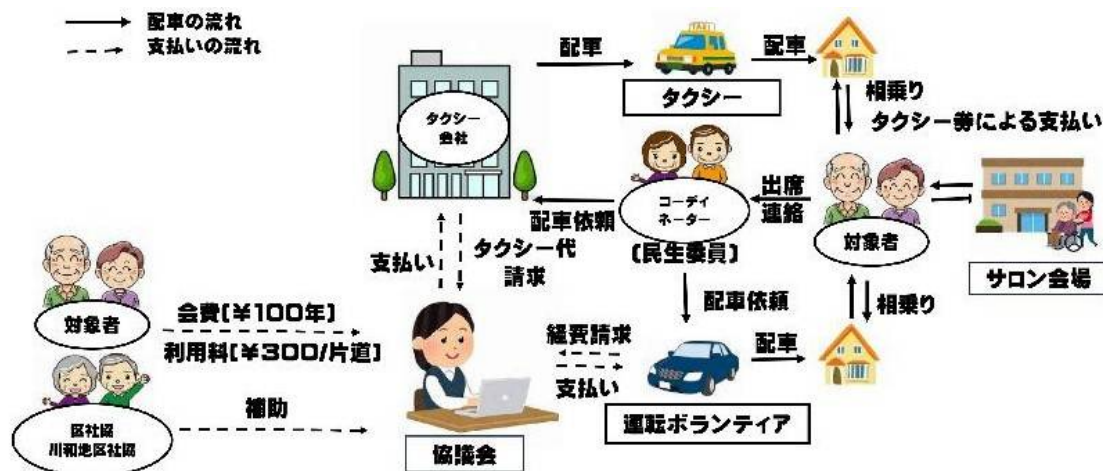 配車の流れ
支払いの流れ
配車
配車
TAXI
タクシー
タクシー
会社
相乗り
タクシー券による支払い
コーディ
ネーター
(民生委員)
出席
連絡
対象者
サロン会場
配車依頼
支払い
タクシー代
請求
配車依頼
相乗り
対象者
会費(¥100年)
利用料(¥300/片道)
経費請求
支払い
配車
運転ボランティア
区社協
川和地区社協
補助
協議会